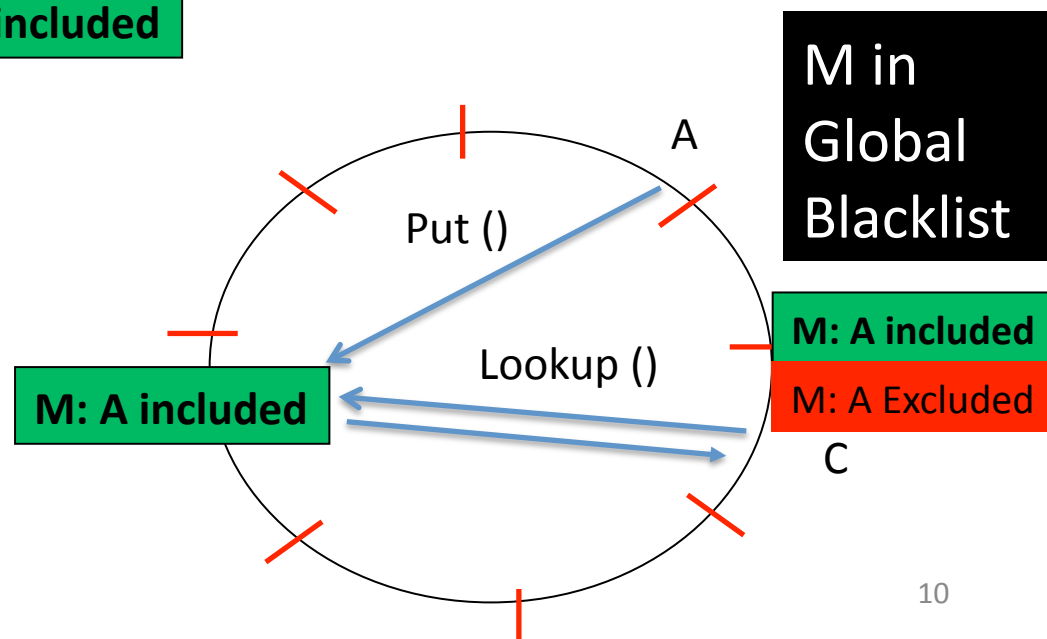 included
M in
Global
Blacklist
A
Put ()
M: A included
Lookup ()
M: A included
M: A Excluded
C
10